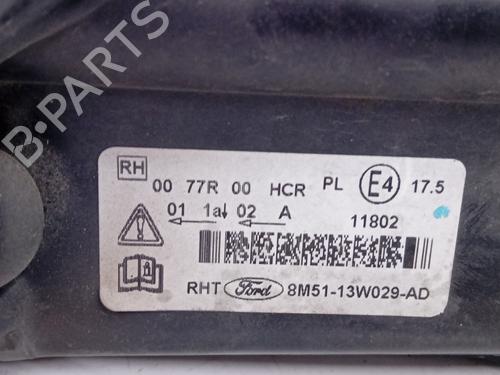 B-PARTS
RH 00 77R 00 HCR PL E4 17.5
01 1a 02 A 11802
RHT Ford 8M51-13W029-AD